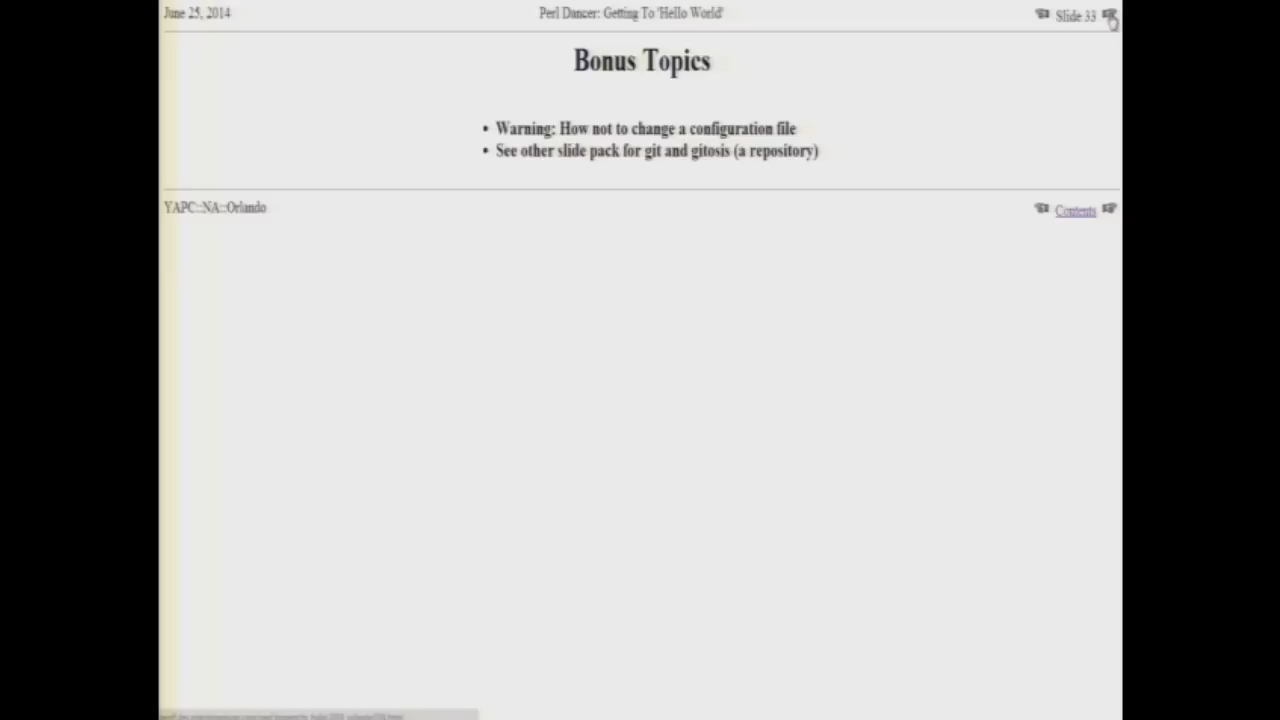 June 25, 2014
Perl Dancer: Getting To 'Hello World'
Slide 33
Bonus Topics
• Warning: How not to change a configuration file
• See other slide pack for git and gitosis (a repository)
YAPC::NA::Orlando
Contents